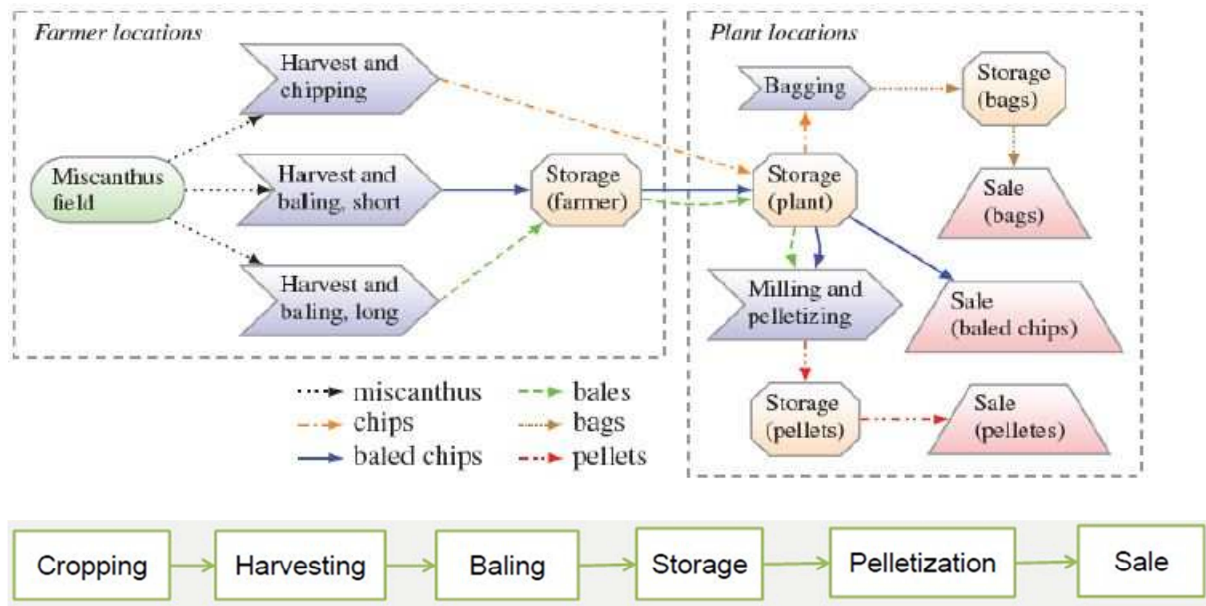 Farmer locations
Harvest and
chipping
Miscanthus
field
Harvest and
baling, short
Storage
(farmer)
Harvest and
baling, long
Plant locations
Bagging
Storage
(bags)
Storage
(plant)
Sale
(bags)
Milling and
pelletizing
Sale
(baled chips)
Storage
(pellets)
Sale
(pelletes)
miscanthus
chips
baled chips
bales
bags
pellets
Cropping
Harvesting
Baling
Storage
Pelletization
Sale